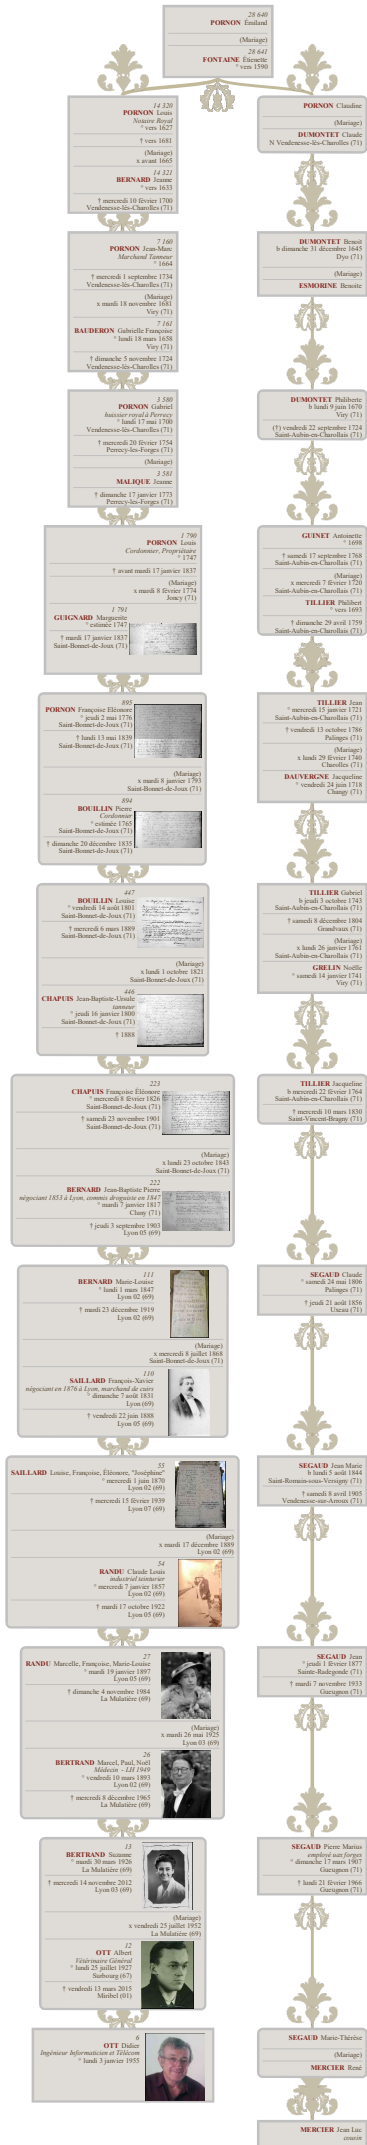 28 640
PORNON Émiland
(Mariage)
28 641
FONTAINE Étiennette
° vers 1590
14 320
PORNON Louis
Notaire Royal
° vers 1627
† vers 1681
(Mariage)
x avant 1665
14 321
BERNARD Jeanne
° vers 1633
† mercredi 10 février 1700
Vendenesse-lès-Charolles (71)
7 160
PORNON Jean-Marc
Marchand Tanneur
° 1664
† mercredi 1 septembre 1734
Vendenesse-lès-Charolles (71)
(Mariage)
x mardi 18 novembre 1681
Viry (71)
7 161
BAUDERON Gabrielle Françoise
° lundi 18 mars 1658
Viry (71)
† dimanche 5 novembre 1724
Vendenesse-lès-Charolles (71)
3 580
PORNON Gabriel
huissier royal à Perrecy
° lundi 17 mai 1700
Vendenesse-lès-Charolles (71)
† mercredi 20 février 1754
Perrecy-les-Forges (71)
(Mariage)
3 581
MALIQUE Jeanne
† dimanche 17 janvier 1773
Perrecy-les-Forges (71)
1 790
PORNON Louis
Cordonnier, Propriétaire
° 1747
† avant mardi 17 janvier 1837
(Mariage)
x mardi 8 février 1774
Joncy (71)
1 791
GUIGNARD Marguerite
° estimée 1747
† mardi 17 janvier 1837
Saint-Bonnet-de-Joux (71)
895
PORNON Françoise Eléonore
° jeudi 2 mai 1776
Saint-Bonnet-de-Joux (71)
† lundi 13 mai 1839
Saint-Bonnet-de-Joux (71)
(Mariage)
x mardi 8 janvier 1793
Saint-Bonnet-de-Joux (71)
894
BOUILLIN Pierre
Cordonnier
° estimée 1765
Saint-Bonnet-de-Joux (71)
† dimanche 20 décembre 1835
Saint-Bonnet-de-Joux (71)
447
BOUILLIN Louise
° vendredi 14 août 1801
Saint-Bonnet-de-Joux (71)
† mercredi 6 mars 1889
Saint-Bonnet-de-Joux (71)
(Mariage)
x lundi 1 octobre 1821
Saint-Bonnet-de-Joux (71)
446
CHAPUIS Jean-Baptiste-Ursule
tanneur
° jeudi 16 janvier 1800
Saint-Bonnet-de-Joux (71)
† 1888
223
CHAPUIS Françoise Éléonore
° mercredi 8 février 1826
Saint-Bonnet-de-Joux (71)
† samedi 23 novembre 1901
Saint-Bonnet-de-Joux (71)
(Mariage)
x lundi 23 octobre 1843
Saint-Bonnet-de-Joux (71)
222
BERNARD Jean-Baptiste Pierre
négociant 1853 à Lyon, commis droguiste en 1847
° mardi 7 janvier 1817
Cluny (71)
† jeudi 3 septembre 1903
Lyon 05 (69)
111
BERNARD Marie-Louise
° lundi 1 mars 1847
Lyon 02 (69)
† mardi 23 décembre 1919
Lyon 02 (69)
(Mariage)
x mercredi 8 juillet 1868
Saint-Bonnet-de-Joux (71)
110
SAILLARD François-Xavier
négociant en 1876 à Lyon, marchand de cuirs
° dimanche 7 août 1831
Lyon (69)
† vendredi 22 juin 1888
Lyon 05 (69)
55
SAILLARD Louise, Françoise, Éléonore, "Joséphine"
° mercredi 1 juin 1870
Lyon 02 (69)
† mercredi 15 février 1939
Lyon 07 (69)
(Mariage)
x mardi 17 décembre 1889
Lyon 02 (69)
54
RANDU Claude Louis
industriel teinturier
° mercredi 7 janvier 1857
Lyon 02 (69)
† mardi 17 octobre 1922
Lyon 05 (69)
27
RANDU Marcelle, Françoise, Marie-Louise
° mardi 19 janvier 1897
Lyon 05 (69)
† dimanche 4 novembre 1984
La Mulatière (69)
(Mariage)
x mardi 26 mai 1925
Lyon 03 (69)
26
BERTRAND Marcel, Paul, Noël
Médecin - LH 1949
° vendredi 10 mars 1893
Lyon 02 (69)
† mercredi 8 décembre 1965
La Mulatière (69)
13
BERTRAND Suzanne
° mardi 30 mars 1926
La Mulatière (69)
† mercredi 14 novembre 2012
Lyon 03 (69)
(Mariage)
x vendredi 25 juillet 1952
La Mulatière (69)
12
OTT Albert
Vétérinaire Général
° lundi 25 juillet 1927
Sarbourg (67)
† vendredi 13 mars 2015
Miribel (01)
6
OTT Didier
Ingénieur Informaticien et Télécom
° lundi 3 janvier 1955
PORNON Claudine
(Mariage)
DUMONTET Claude
N Vendenesse-lès-Charolles (71)
DUMONTET Benoit
b dimanche 31 décembre 1645
Dyo (71)
(Mariage)
ESMORINE Benoite
DUMONTET Philiberte
b lundi 9 juin 1670
Viry (71)
(†) vendredi 22 septembre 1724
Saint-Aubin-en-Charollais (71)
GUINET Antoinette
° 1698
† samedi 17 septembre 1768
Saint-Aubin-en-Charollais (71)
(Mariage)
x mercredi 7 février 1720
Saint-Aubin-en-Charollais (71)
TILLIER Philibert
° vers 1693
† dimanche 29 avril 1759
Saint-Aubin-en-Charollais (71)
TILLIER Jean
° mercredi 15 janvier 1721
Saint-Aubin-en-Charollais (71)
† vendredi 13 octobre 1786
Palinges (71)
(Mariage)
x lundi 29 février 1740
Charolles (71)
DAUVERGNE Jacqueline
° vendredi 24 juin 1718
Changy (71)
TILLIER Gabriel
b jeudi 3 octobre 1743
Saint-Aubin-en-Charollais (71)
† samedi 8 décembre 1804
Grandvaux (71)
(Mariage)
x lundi 26 janvier 1761
Saint-Aubin-en-Charollais (71)
GRELIN Noëlle
° samedi 14 janvier 1741
Viry (71)
TILLIER Jacqueline
b mercredi 22 février 1764
Saint-Aubin-en-Charollais (71)
† mercredi 10 mars 1830
Saint-Vincent-Bragny (71)
SEGAUD Claude
° samedi 24 mai 1806
Palinges (71)
† jeudi 21 août 1856
Uxeau (71)
SEGAUD Jean Marie
b lundi 5 août 1844
Saint-Romain-sous-Versigny (71)
† samedi 8 avril 1905
Vendenesse-sur-Arroux (71)
SEGAUD Jean
° jeudi 1 février 1877
Sainte-Radegonde (71)
† mardi 7 novembre 1933
Gueugnon (71)
SEGAUD Pierre Marius
employé aux forges
° dimanche 17 mars 1907
Gueugnon (71)
† lundi 21 février 1966
Gueugnon (71)
SEGAUD Marie-Thérèse
(Mariage)
MERCIER René
MERCIER Jean Luc
cousin